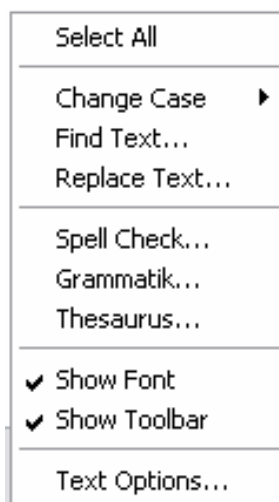 Select All
Change Case
Find Text...
Replace Text...
Spell Check...
Grammatik...
Thesaurus...
Show Font
Show Toolbar
Text Options...